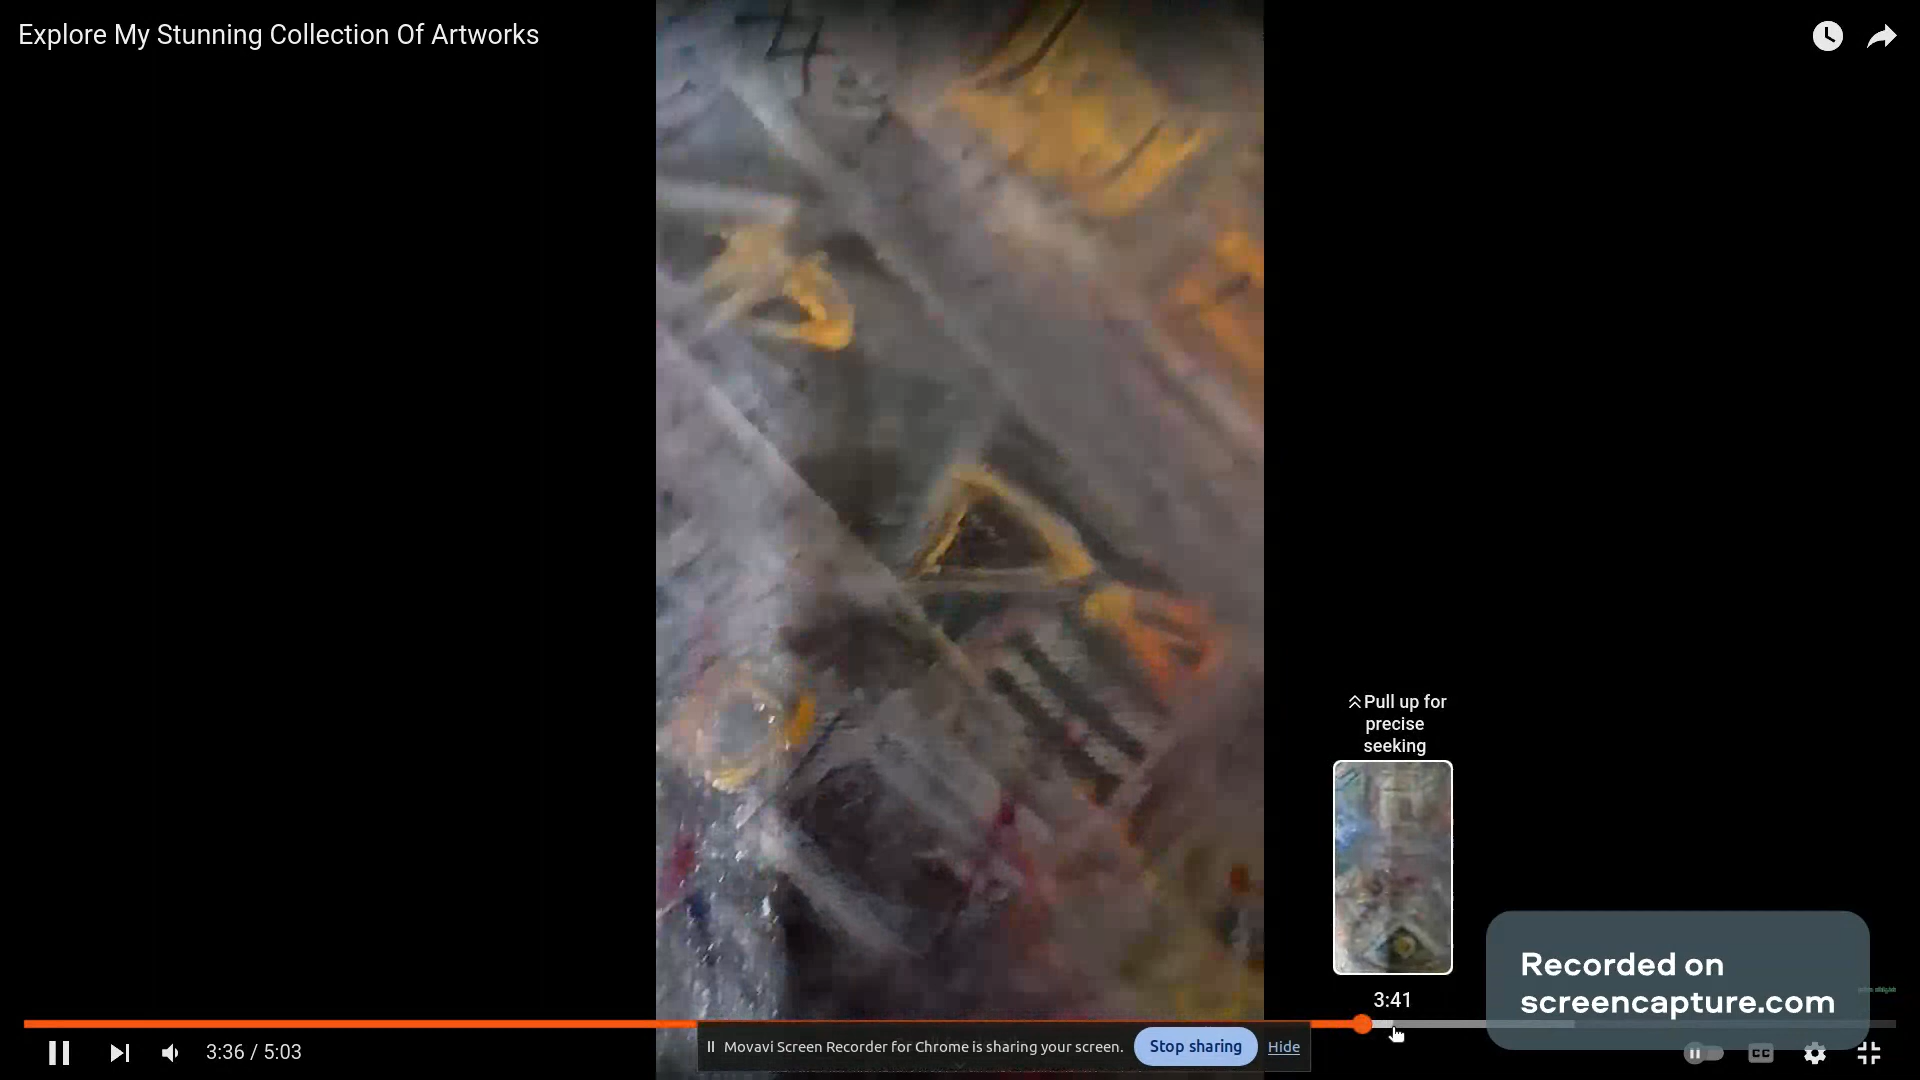 Explore My Stunning Collection Of Artworks
Pull up for
precise
seeking
3:41
Recorded on
screencapture.com
3:36 / 5:03
Movavi Screen Recorder for Chrome is sharing your screen.
Stop sharing
Hide
CC